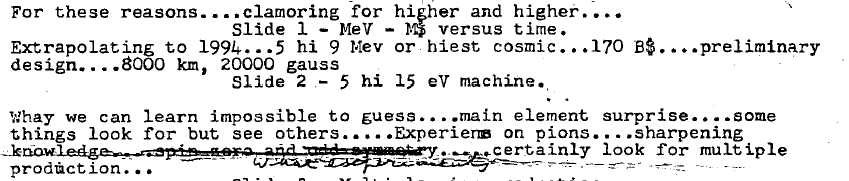 For these reasons....clamoring for higher and higher....
Slide 1 - MeV - M$ versus time.
Extrapolating to 1994...5 hi 9 Mev or hiest cosmic...170 B$....preliminary
design....8000 km, 20000 gauss
Slide 2 - 5 hi 15 eV machine.
Whay we can learn impossible to guess....main element surprise....some
things look for but see others.....Experiems on pions....sharpening
knowledge.....spin zero and odd symmetry.....certainly look for multiple
What experiments
production...